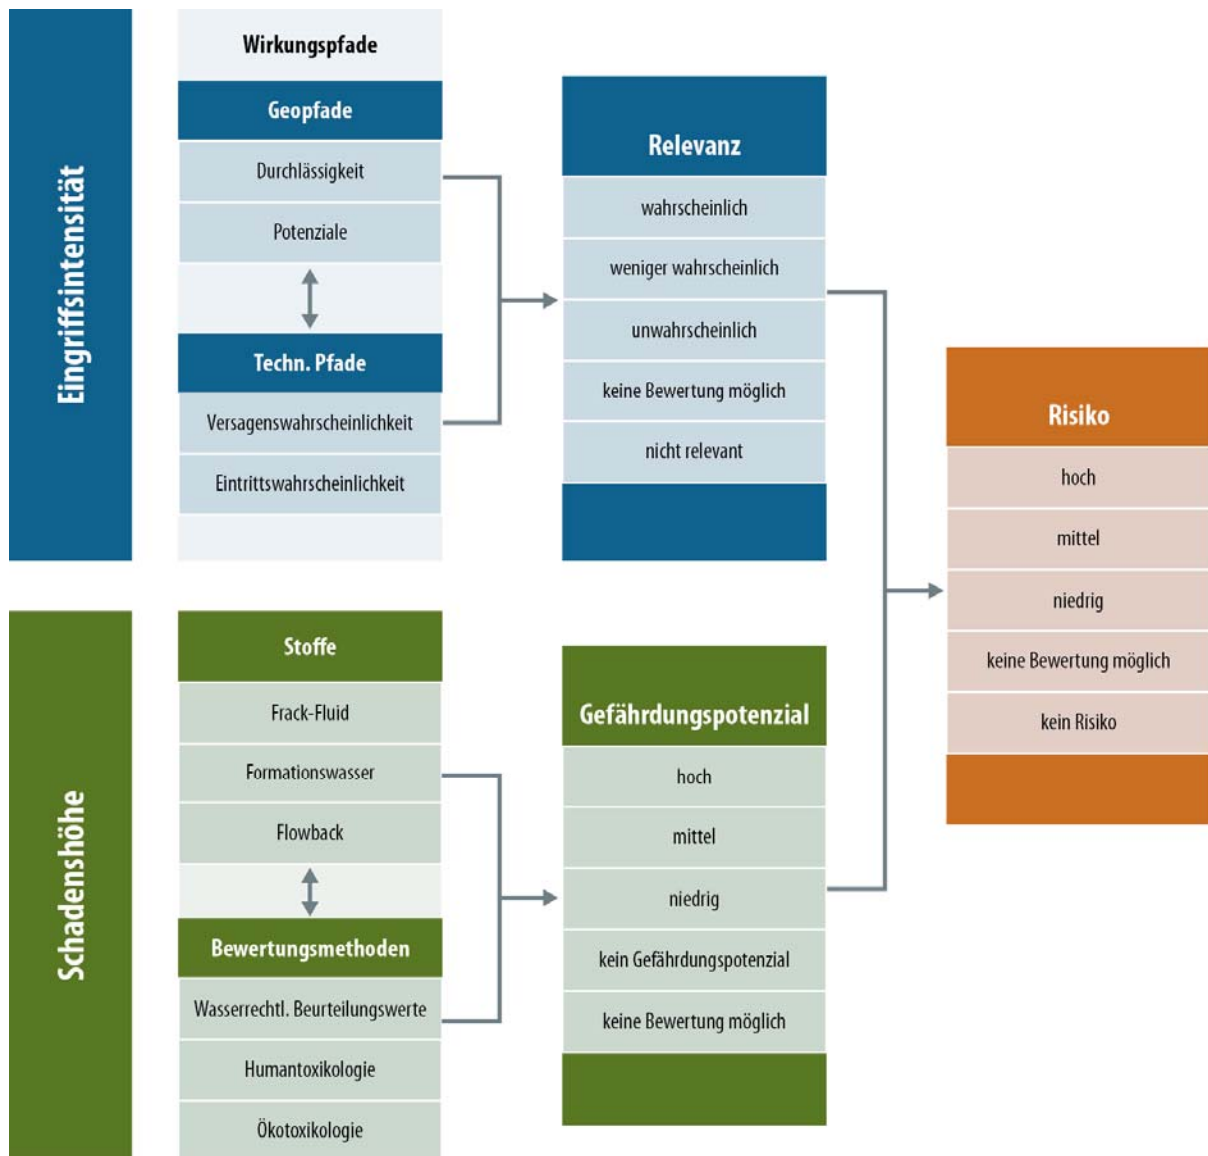 Eingriffsintensität
Wirkungspfade
Geopfade
Durchlässigkeit
Potenziale
Techn. Pfade
Versagenswahrscheinlichkeit
Eintrittswahrscheinlichkeit
Relevanz
wahrscheinlich
weniger wahrscheinlich
unwahrscheinlich
keine Bewertung möglich
nicht relevant
Schadenshöhe
Stoffe
Frack-Fluid
Formationswasser
Flowback
Bewertungsmethoden
Wasserrechtl. Beurteilungswerte
Humantoxikologie
Ökotoxikologie
Gefährdungspotenzial
hoch
mittel
niedrig
kein Gefährdungspotenzial
keine Bewertung möglich
Risiko
hoch
mittel
niedrig
keine Bewertung möglich
kein Risiko